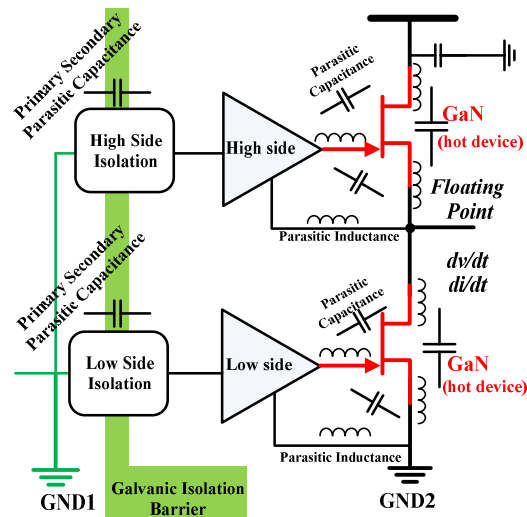 Primary Secondary
Parasitic Capacitance
High Side
Isolation
High side
Parasitic
Capacitance
GaN
(hot device)
Floating
Point
Parasitic Inductance
dv/dt
di/dt
Primary Secondary
Parasitic Capacitance
Low Side
Isolation
Low side
Parasitic
Capacitance
GaN
(hot device)
Parasitic Inductance
GND1
Galvanic Isolation
Barrier
GND2